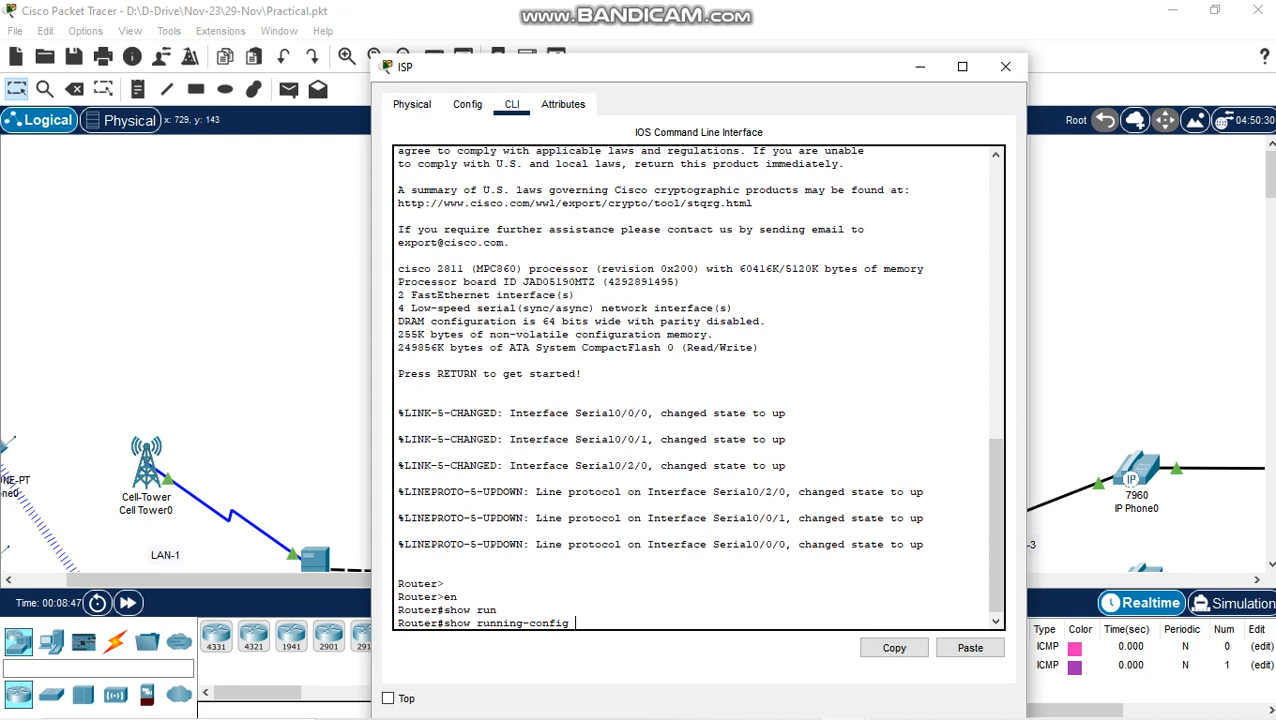 Cisco Packet Tracer - D:\D-Drive\Nov-23\29-Nov\Practical.pkt
www.BANDICAM.com
File Edit Options View Tools Extensions Window Help
ISP
Logical Physical x: 729, y: 143
Root 04:50:30
Physical Config CLI Attributes
IOS Command Line Interface
agree to comply with applicable laws and regulations. If you are unable
to comply with U.S. and local laws, return this product immediately.
A summary of U.S. laws governing Cisco cryptographic products may be found at:
http://www.cisco.com/wwl/export/crypto/tool/stqrg.html
If you require further assistance please contact us by sending email to
export@cisco.com.
cisco 2811 (MPC860) processor (revision 0x200) with 60416K/5120K bytes of memory
Processor board ID JAD05190MTZ (4292891495)
2 FastEthernet interface(s)
4 Low-speed serial(sync/async) network interface(s)
DRAM configuration is 64 bits wide with parity disabled.
255K bytes of non-volatile configuration memory.
249856K bytes of ATA System CompactFlash 0 (Read/Write)
Press RETURN to get started!
%LINK-5-CHANGED: Interface Serial0/0/0, changed state to up
%LINK-5-CHANGED: Interface Serial0/0/1, changed state to up
%LINK-5-CHANGED: Interface Serial0/2/0, changed state to up
%LINEPROTO-5-UPDOWN: Line protocol on Interface Serial0/2/0, changed state to up
%LINEPROTO-5-UPDOWN: Line protocol on Interface Serial0/0/1, changed state to up
%LINEPROTO-5-UPDOWN: Line protocol on Interface Serial0/0/0, changed state to up
Router>
Router>en
Router#show run
Router#show running-config
Copy Paste
Top
Cell-Tower
Cell Tower0
LAN-1
IP
7960
IP Phone0
-3
Time: 00:08:47
Realtime Simulation
4331 4321 1941 2901
Type Color Time(sec) Periodic Num Edit
ICMP 0.000 N 0 (edit)
ICMP 0.000 N 1 (edit)